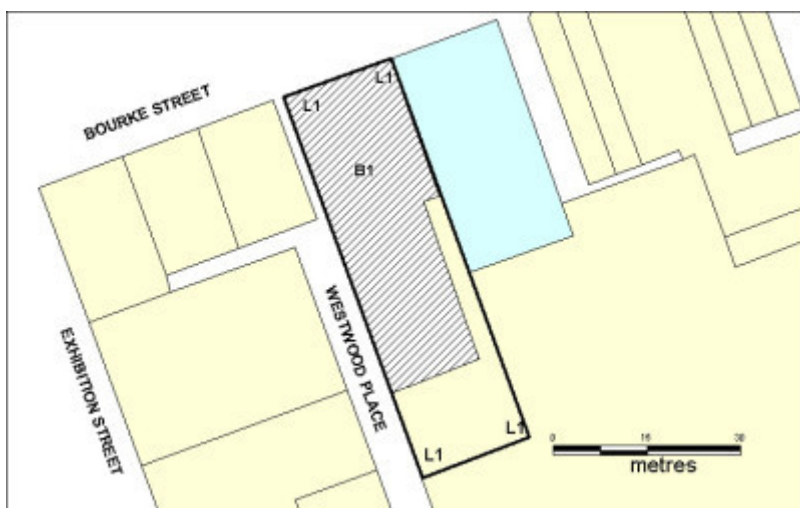 L1
L1
BOURKE STREET
B1
WESTWOOD PLACE
EXHIBITION STREET
L1
L1
0 15 30
metres